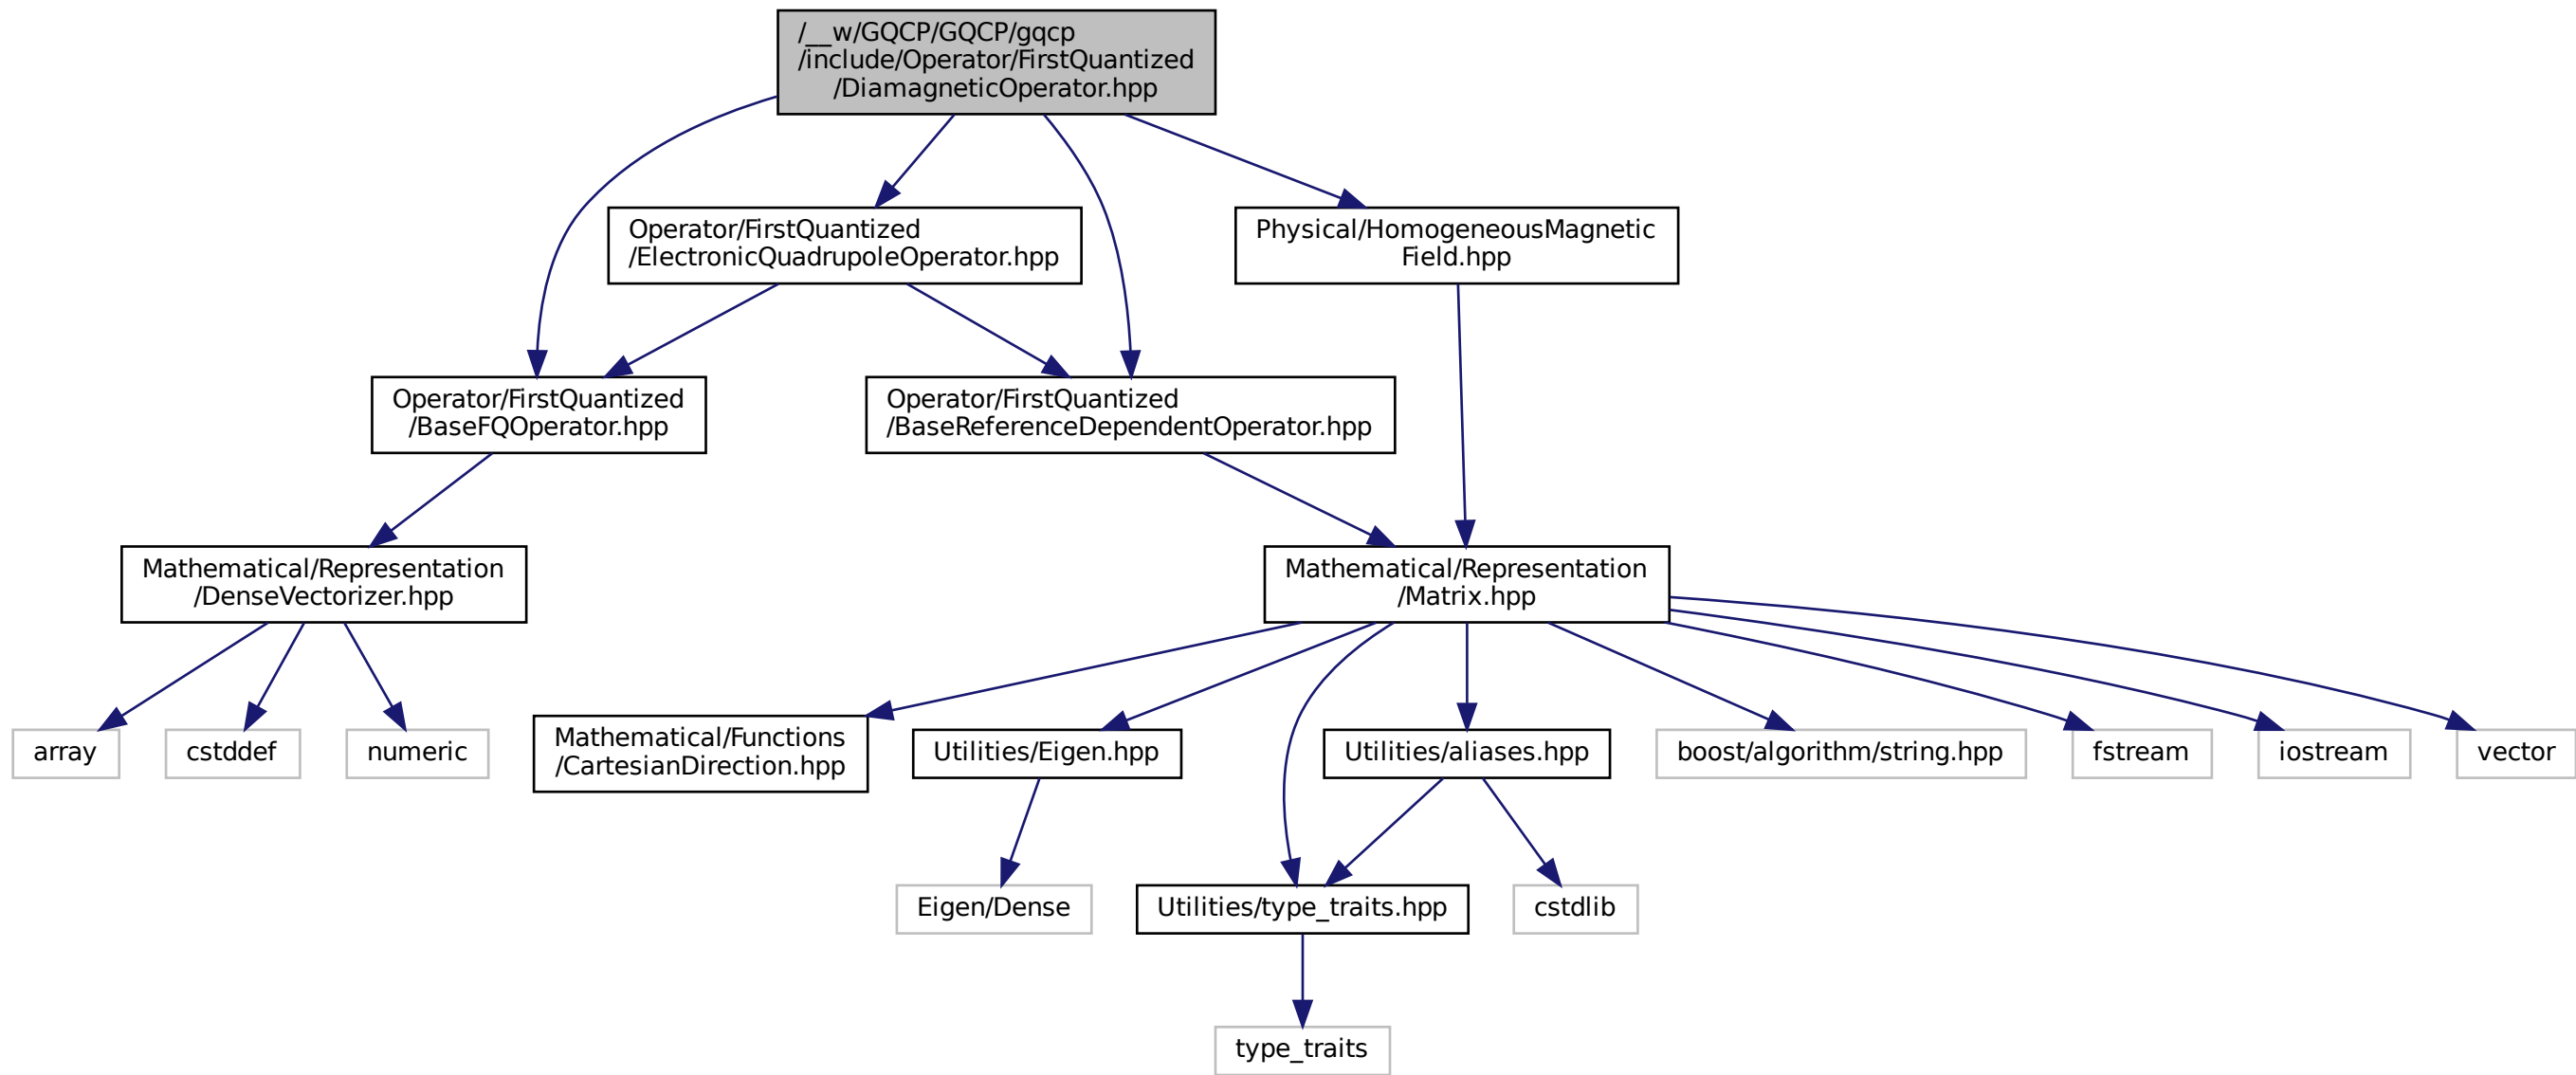 /__w/GQCP/GQCP/gqcp
/include/Operator/FirstQuantized
/DiamagneticOperator.hpp
Operator/FirstQuantized
/ElectronicQuadrupoleOperator.hpp
Physical/HomogeneousMagnetic
Field.hpp
Operator/FirstQuantized
/BaseFQOperator.hpp
Operator/FirstQuantized
/BaseReferenceDependentOperator.hpp
Mathematical/Representation
/DenseVectorizer.hpp
Mathematical/Representation
/Matrix.hpp
array
cstddef
numeric
Mathematical/Functions
/CartesianDirection.hpp
Utilities/Eigen.hpp
Utilities/aliases.hpp
boost/algorithm/string.hpp
fstream
iostream
vector
Eigen/Dense
Utilities/type_traits.hpp
cstdlib
type_traits